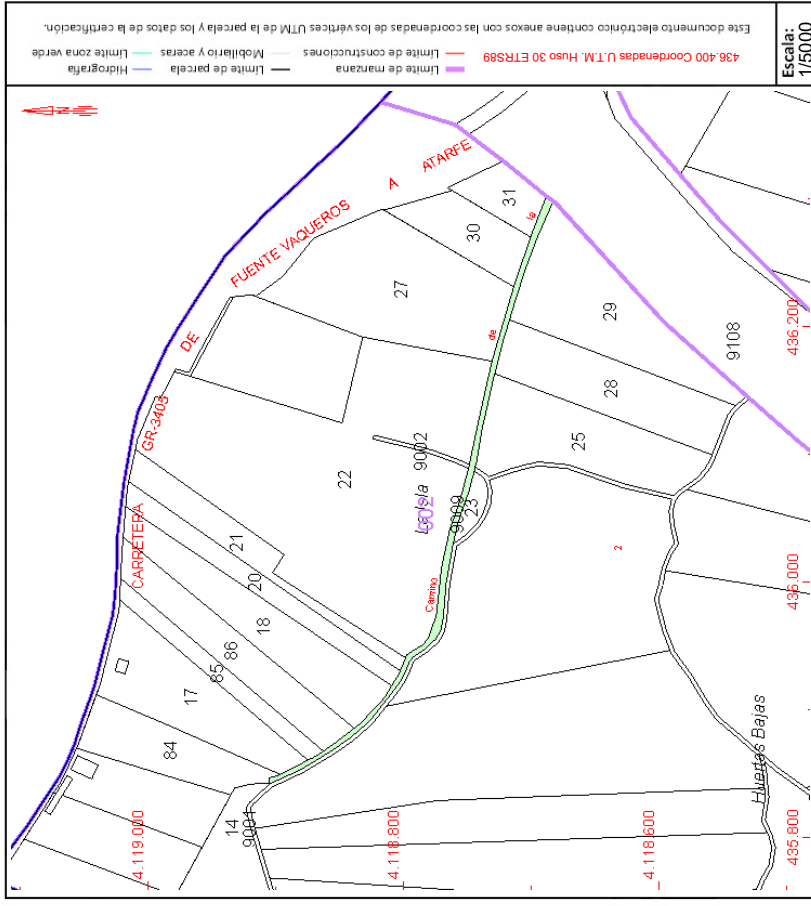 Este documento electrónico contiene anexos con las coordenadas de los vértices UTM de la parcela y los datos de la certificación.
436.400 Coordenadas U.T.M. Huso 30 ETRS89
Límite de manzana
Límite de construcciones
Límite de parcela
Mobiliario y aceras
Hidrografía
Límite zona verde
Escala:
1/5000
CARRETERA
GR-3405
DE
FUENTE VAQUEROS
A
ATARFE
31
30
27
29
28
25
9108
22
9002
La Isla
002
9009
23
21
20
18
86
85
17
84
14
9001
Camino
de
la
2
Huertas Bajas
4.119.000
4.118.800
4.118.600
436.200
436.000
435.800